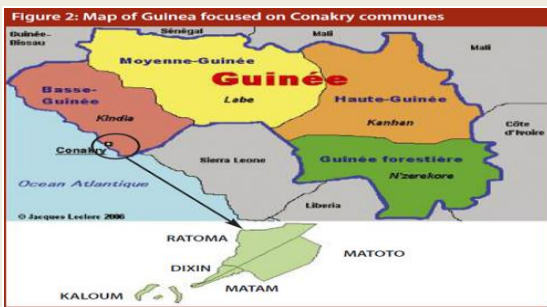 Figure 2: Map of Guinea focused on Conakry communes
Guinée-
Bissau
Sénégal
Mali
Mali
Moyenne-Guinée
Guinée
Basse-
Guinée
Labe
Haute-Guinée
Kindia
Kanhan
Côte
d'Ivoire
Conakry
Sierra Leone
Guinée forestière
N'zerekore
Ocean Atlantique
Liberia
© Jacques Leclerc 2006
RATOMA
MATOTO
DIXIN
MATAM
KALOUM